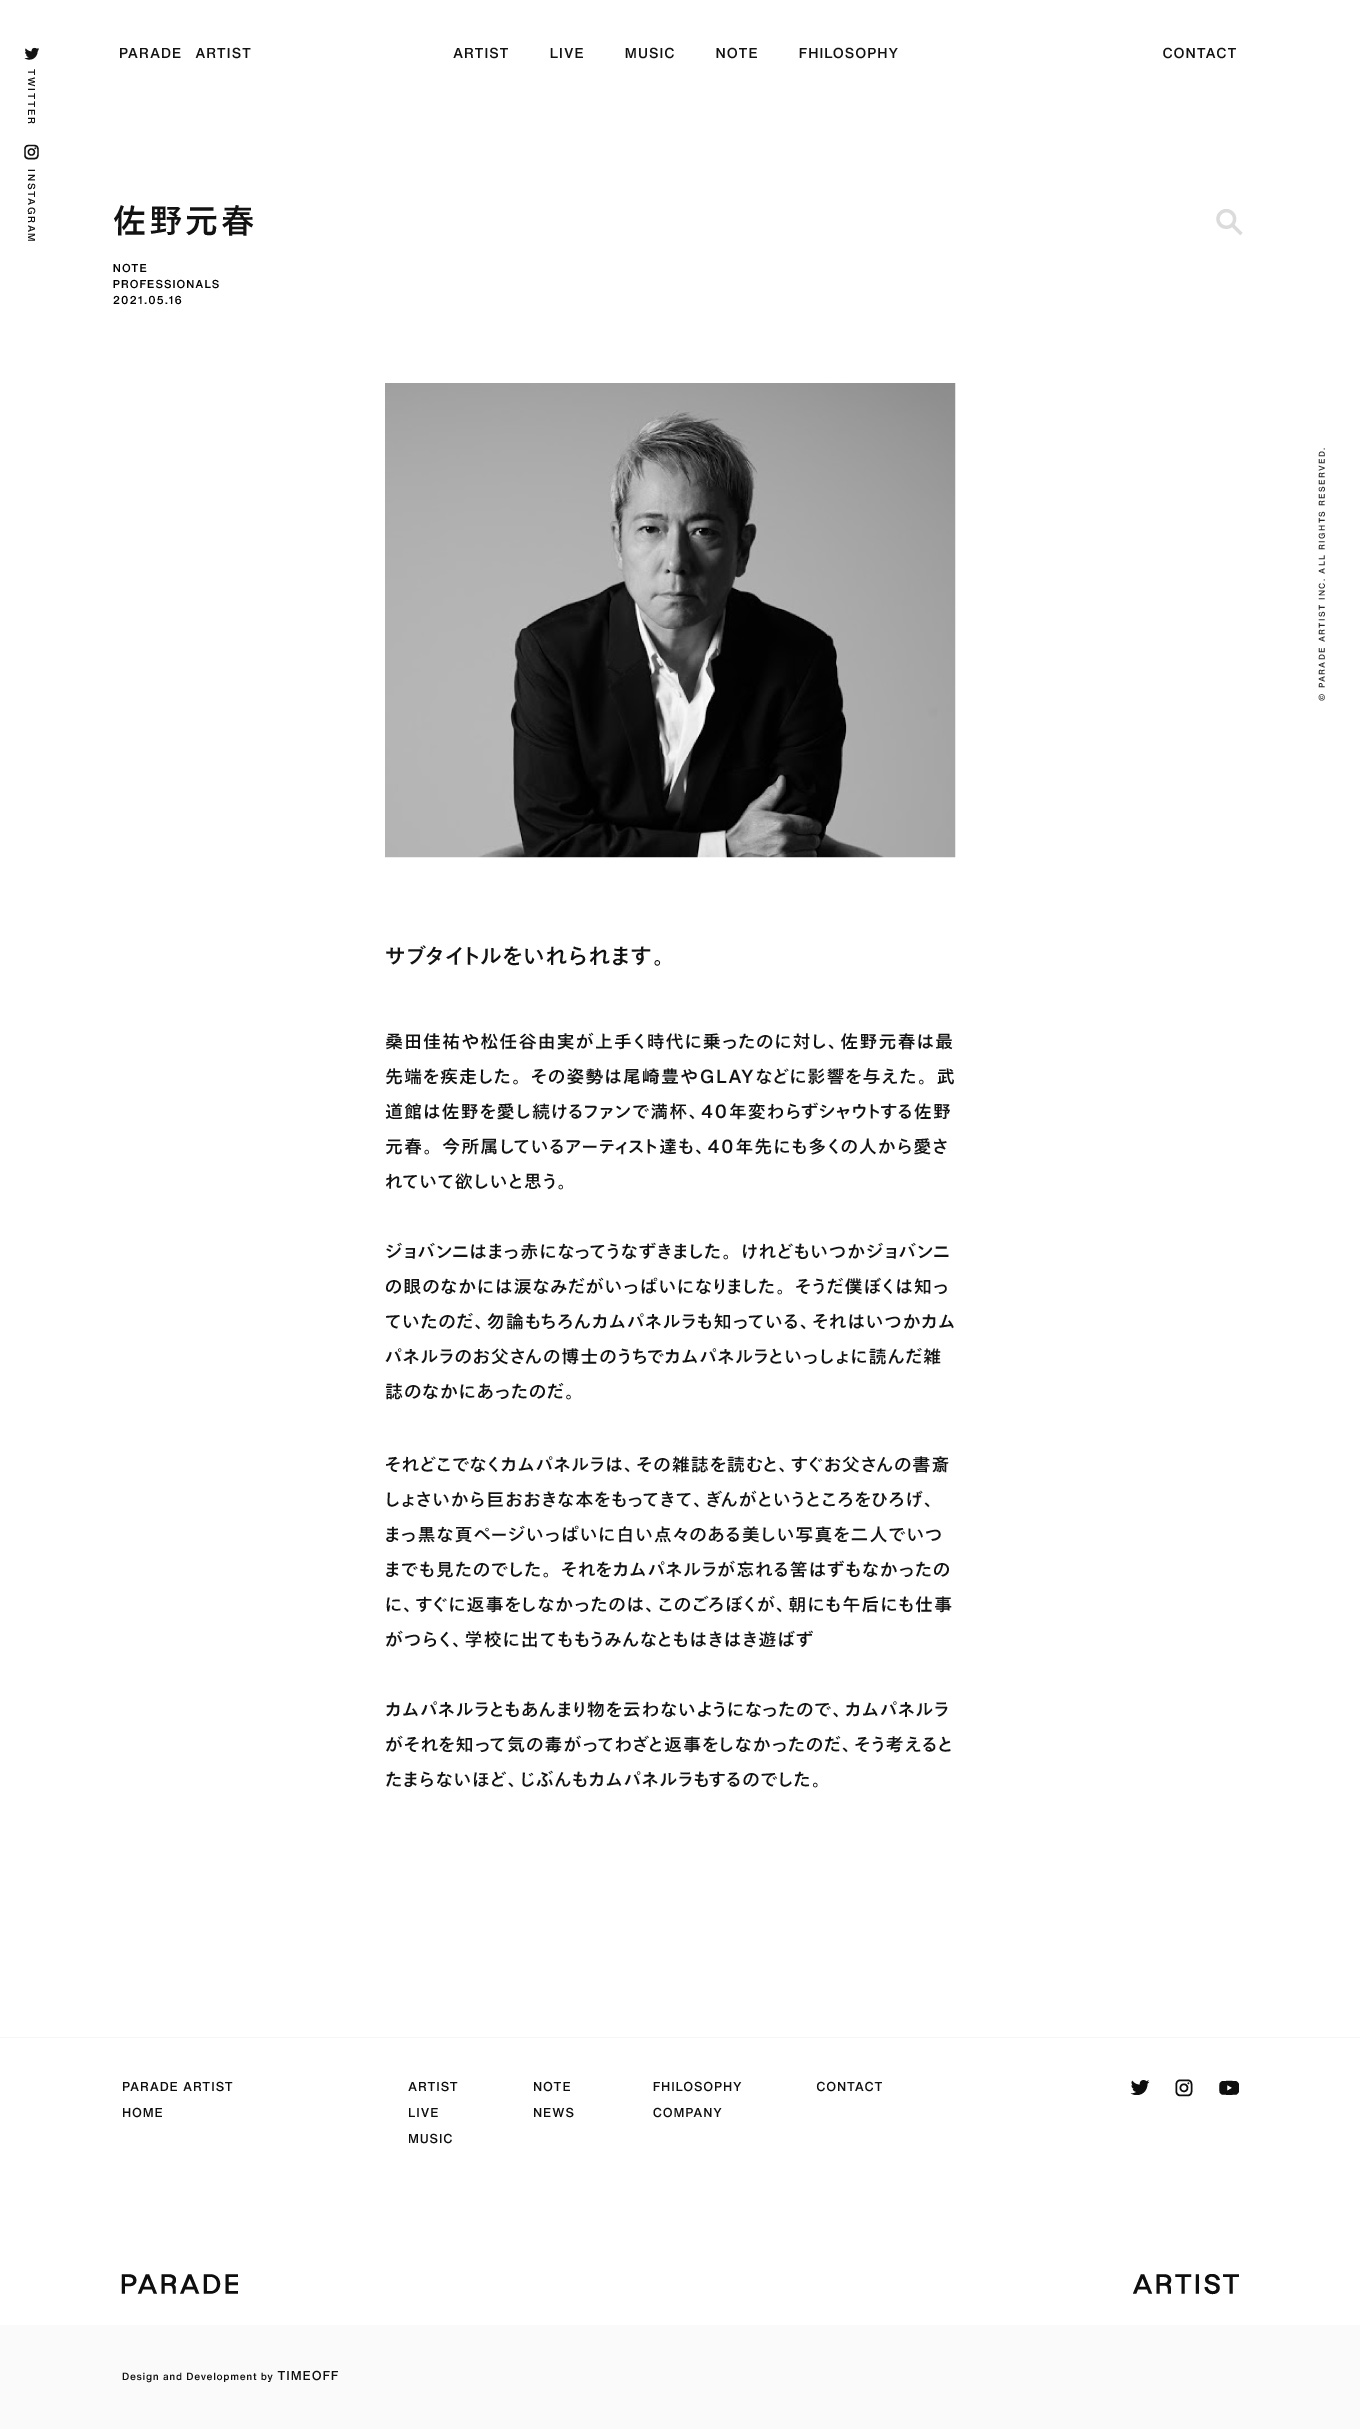 PARADE ARTIST
ARTIST LIVE MUSIC NOTE FHILOSOPHY
CONTACT
TWITTER
INSTAGRAM
佐野元春
NOTE
PROFESSIONALS
2021.05.16
© PARADE ARTIST INC. ALL RIGHTS RESERVED.
サブタイトルをいれられます。
桑田佳祐や松任谷由実が上手く時代に乗ったのに対し、佐野元春は最
先端を疾走した。その姿勢は尾崎豊やGLAYなどに影響を与えた。武
道館は佐野を愛し続けるファンで満杯、40年変わらずシャウトする佐野
元春。今所属しているアーティスト達も、40年先にも多くの人から愛さ
れていて欲しいと思う。
ジョバンニはまっ赤になってうなずきました。けれどもいつかジョバンニ
の眼のなかには涙なみだがいっぱいになりました。そうだ僕ぼくは知っ
ていたのだ、勿論もちろんカムパネルラも知っている、それはいつかカム
パネルラのお父さんの博士のうちでカムパネルラといっしょに読んだ雑
誌のなかにあったのだ。
それどこでなくカムパネルラは、その雑誌を読むと、すぐお父さんの書斎
しょさいから巨おおきな本をもってきて、ぎんがというところをひろげ、
まっ黒な頁ページいっぱいに白い点々のある美しい写真を二人でいつ
までも見たのでした。それをカムパネルラが忘れる筈はずもなかったの
に、すぐに返事をしなかったのは、このごろぼくが、朝にも午后にも仕事
がつらく、学校に出てももうみんなともはきはき遊ばず
カムパネルラともあんまり物を云わないようになったので、カムパネルラ
がそれを知って気の毒がってわざと返事をしなかったのだ、そう考えると
たまらないほど、じぶんもカムパネルラもするのでした。
PARADE ARTIST
HOME
ARTIST
LIVE
MUSIC
NOTE
NEWS
FHILOSOPHY
COMPANY
CONTACT
PARADE
ARTIST
Design and Development by TIMEOFF